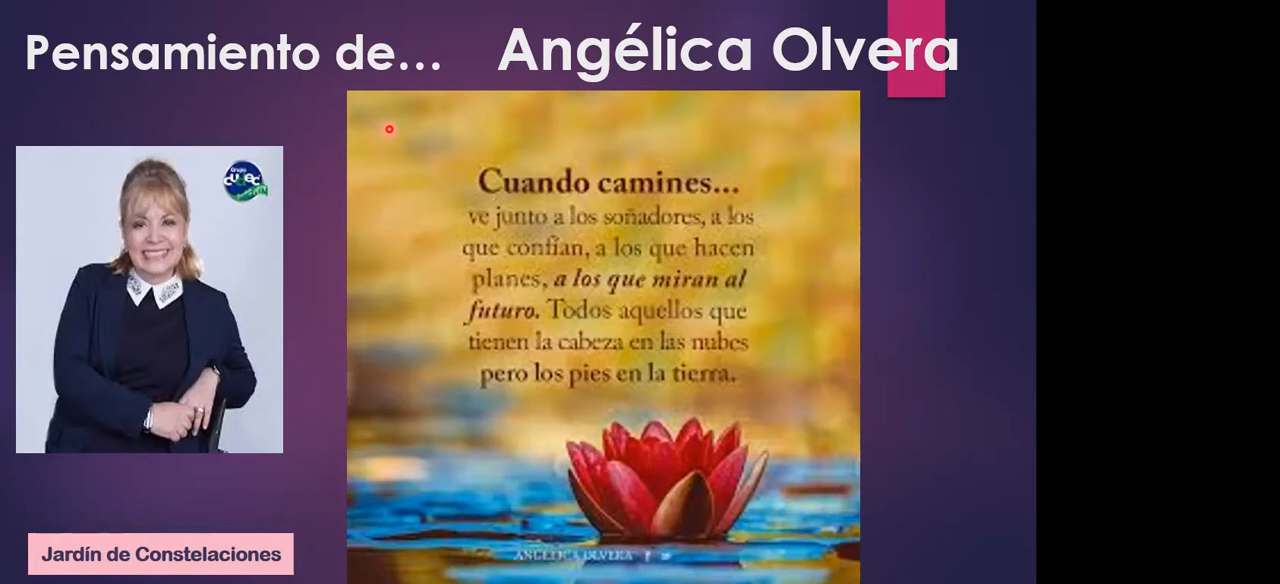 Pensamiento de... Angélica Olvera
Cuando camines...
ve junto a los soñadores, a los
que confían, a los que hacen
planes, a los que miran al
futuro. Todos aquellos que
tienen la cabeza en las nubes
pero los pies en la tierra.
ANGÉLICA OLVERA
Jardín de Constelaciones